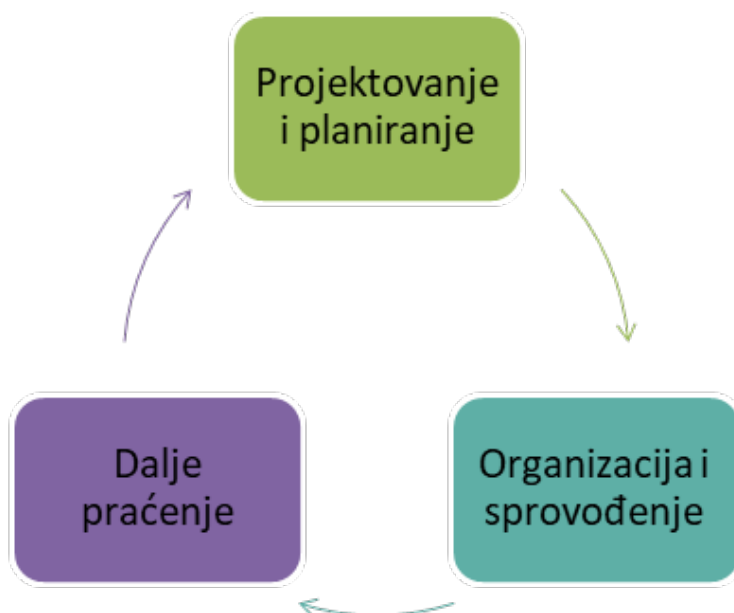 Projektovanje
i planiranje
Organizacija i
sprovođenje
Dalje
praćenje